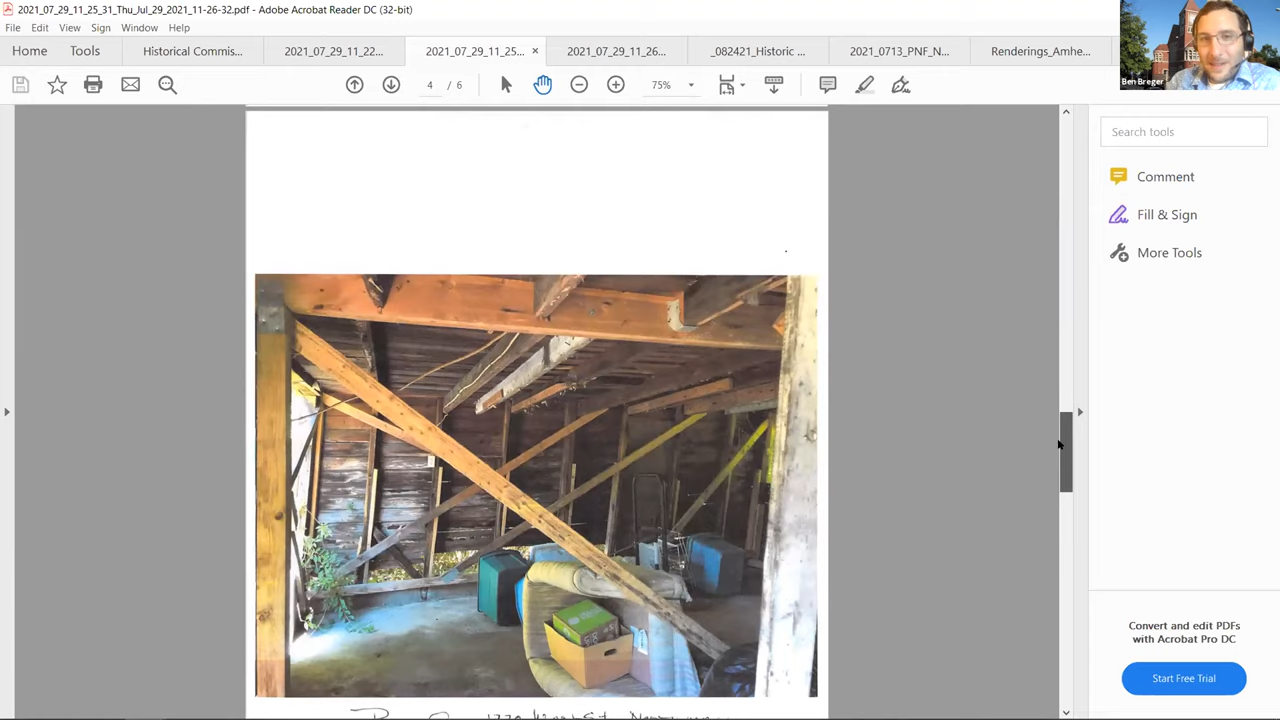 2021_07_29_11_25_31_Thu_Jul_29_2021_11-26-32.pdf - Adobe Acrobat Reader DC (32-bit)
File Edit View Sign Window Help
Home Tools Historical Commis... 2021_07_29_11_22... 2021_07_29_11_25... × 2021_07_29_11_26... _082421_Historic ... 2021_0713_PNF_N... Renderings_Amhe...
4 / 6 75%
Ben Breger
Search tools
Comment
Fill & Sign
More Tools
Convert and edit PDFs
with Acrobat Pro DC
Start Free Trial